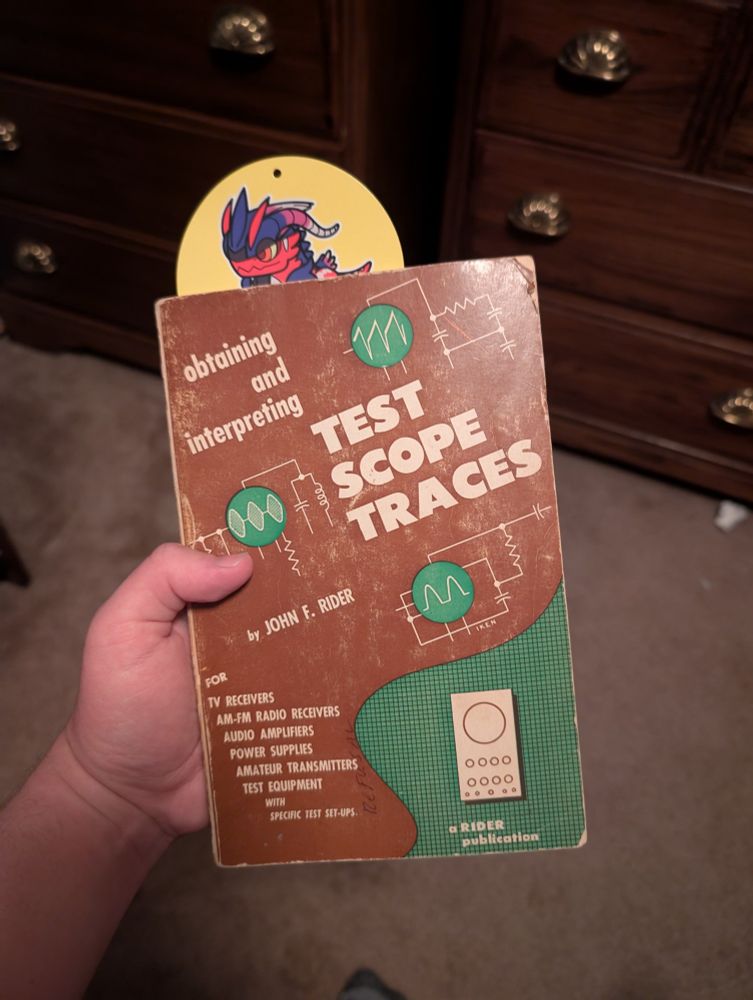 obtaining
and
interpreting
TEST
SCOPE
TRACES
by JOHN F. RIDER
IKEN
FOR
TV RECEIVERS
AM-FM RADIO RECEIVERS
AUDIO AMPLIFIERS
POWER SUPPLIES
AMATEUR TRANSMITTERS
TEST EQUIPMENT
WITH
SPECIFIC TEST SET-UPS.
a RIDER
publication